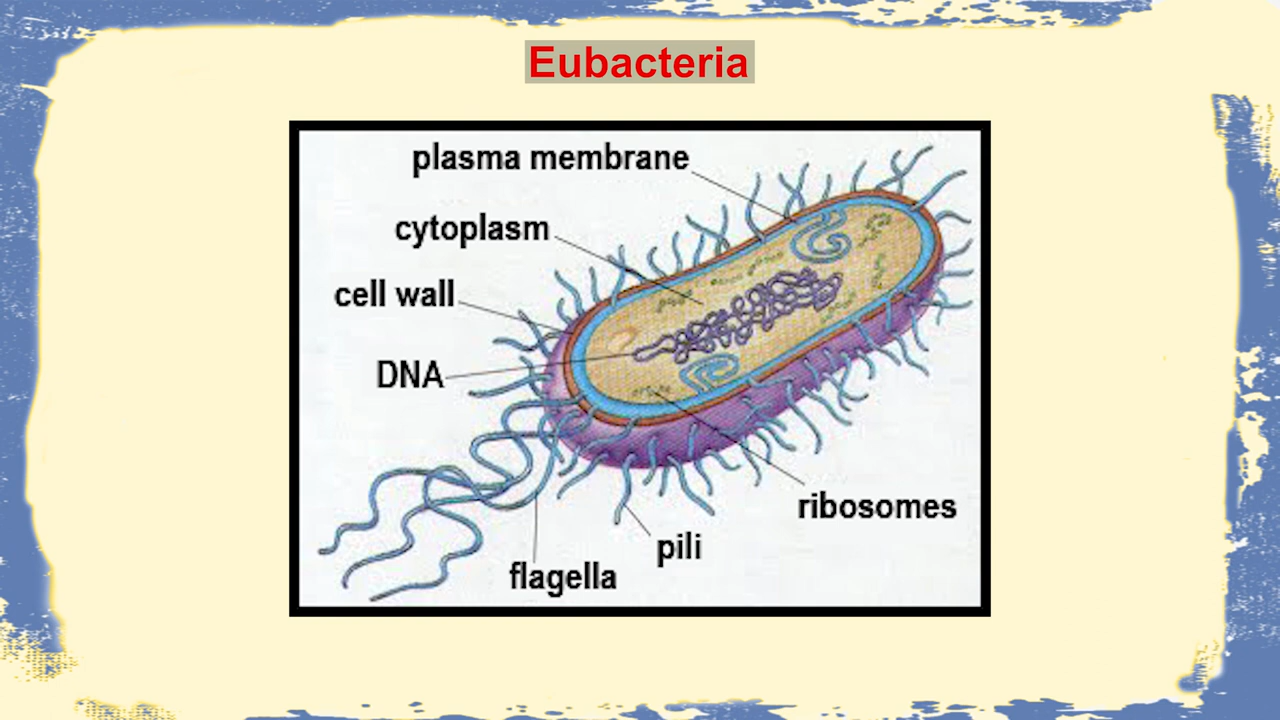 Eubacteria
plasma membrane
cytoplasm
cell wall
DNA
ribosomes
pili
flagella